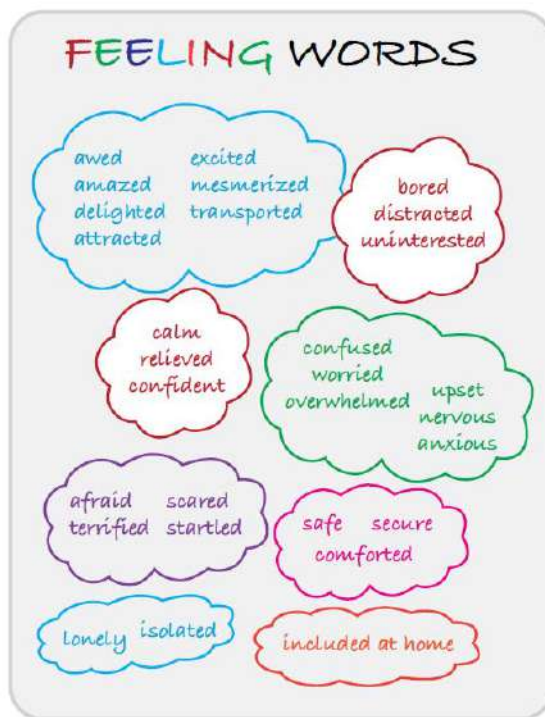 FEELING WORDS
awed excited
amazed mesmerized
delighted transported
attracted
bored
distracted
uninterested
calm
relieved
confident
confused
worried
overwhelmed
upset
nervous
anxious
afraid scared
terrified startled
safe secure
comforted
lonely isolated
included at home